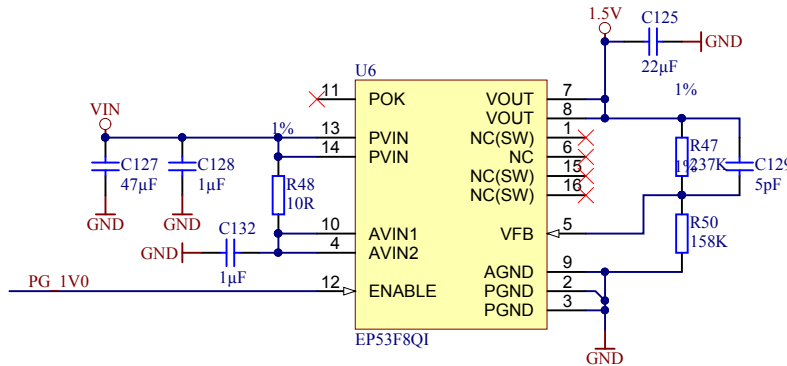 1.5V
C125
22µF
GND
1%
U6
11 POK
VOUT 7
VOUT 8
VIN
1%
13 PVIN
14 PVIN
NC(SW) 1
NC 6
NC(SW) 15
NC(SW) 16
C127
47µF
GND
C128
1µF
GND
R48
10R
R47
1%
237K
C129
5pF
10 AVIN1
4 AVIN2
VFB 5
R50
158K
GND
C132
1µF
AGND 9
PGND 2
PGND 3
PG_1V0
12 ENABLE
EP53F8QI
GND